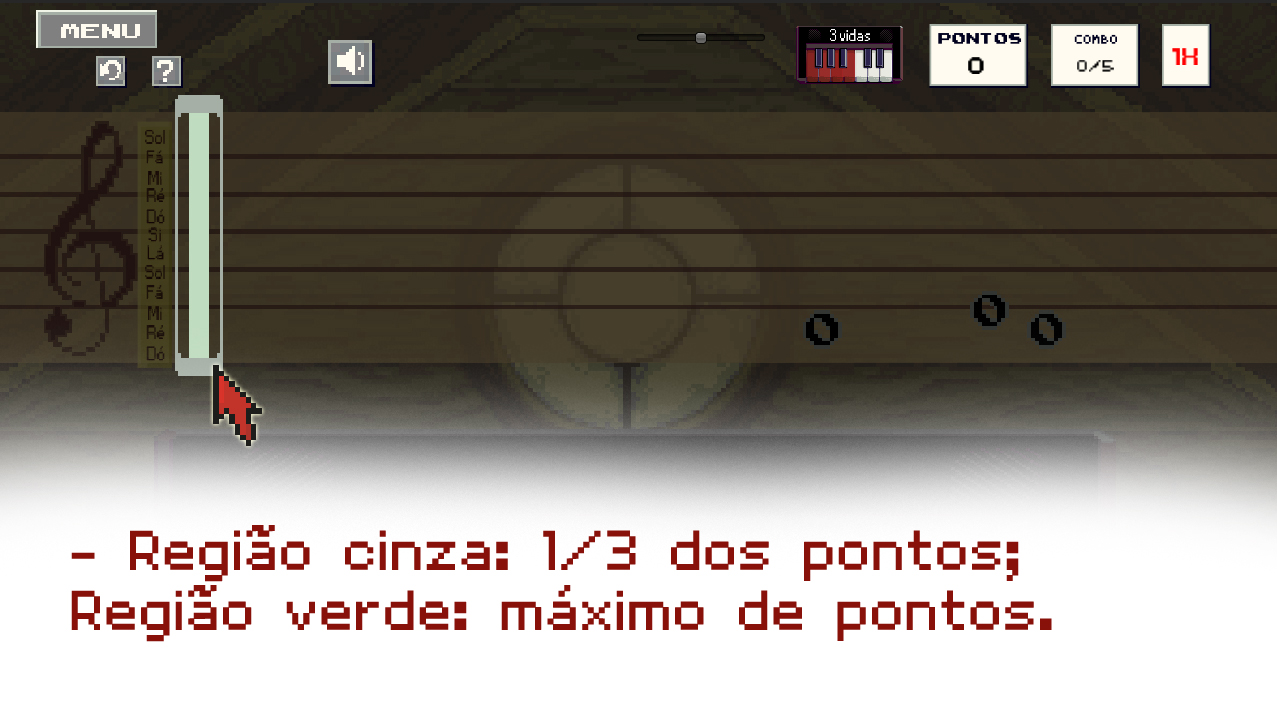 MENU
?
3 vidas
PONTOS
0
COMBO
0/5
1X
Sol
Fá
Mi
Ré
Dó
Si
Lá
Sol
Fá
Mi
Ré
Dó
- Região cinza: 1/3 dos pontos;
Região verde: máximo de pontos.